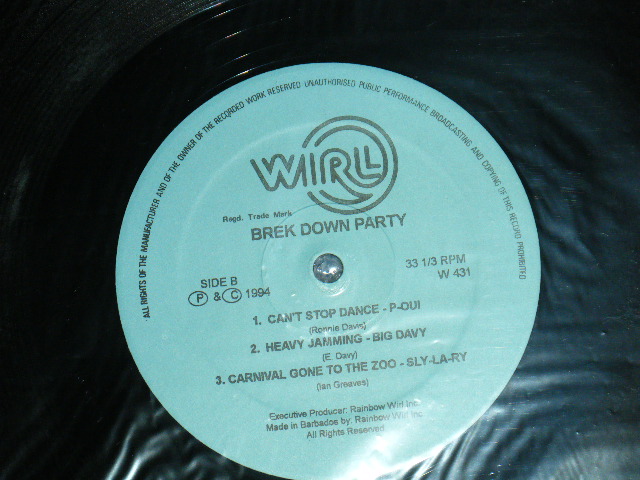 ALL RIGHTS OF THE MANUFACTURER AND OF THE OWNER OF THE RECORDED WORK RESERVED UNAUTHORISED PUBLIC PERFORMANCE BROADCASTING AND COPYING OF THIS RECORD PROHIBITED
WIRL
Regd. Trade Mark
BREK DOWN PARTY
SIDE B
33 1/3 RPM
W 431
Ⓟ & Ⓒ 1994
1. CAN'T STOP DANCE - P-OUI
(Ronnie Davis)
2. HEAVY JAMMING - BIG DAVY
(E. Davy)
3. CARNIVAL GONE TO THE ZOO - SLY-LA-RY
(Ian Greaves)
Executive Producer: Rainbow Wirl Inc.
Made in Barbados by: Rainbow Wirl Inc.
All Rights Reserved